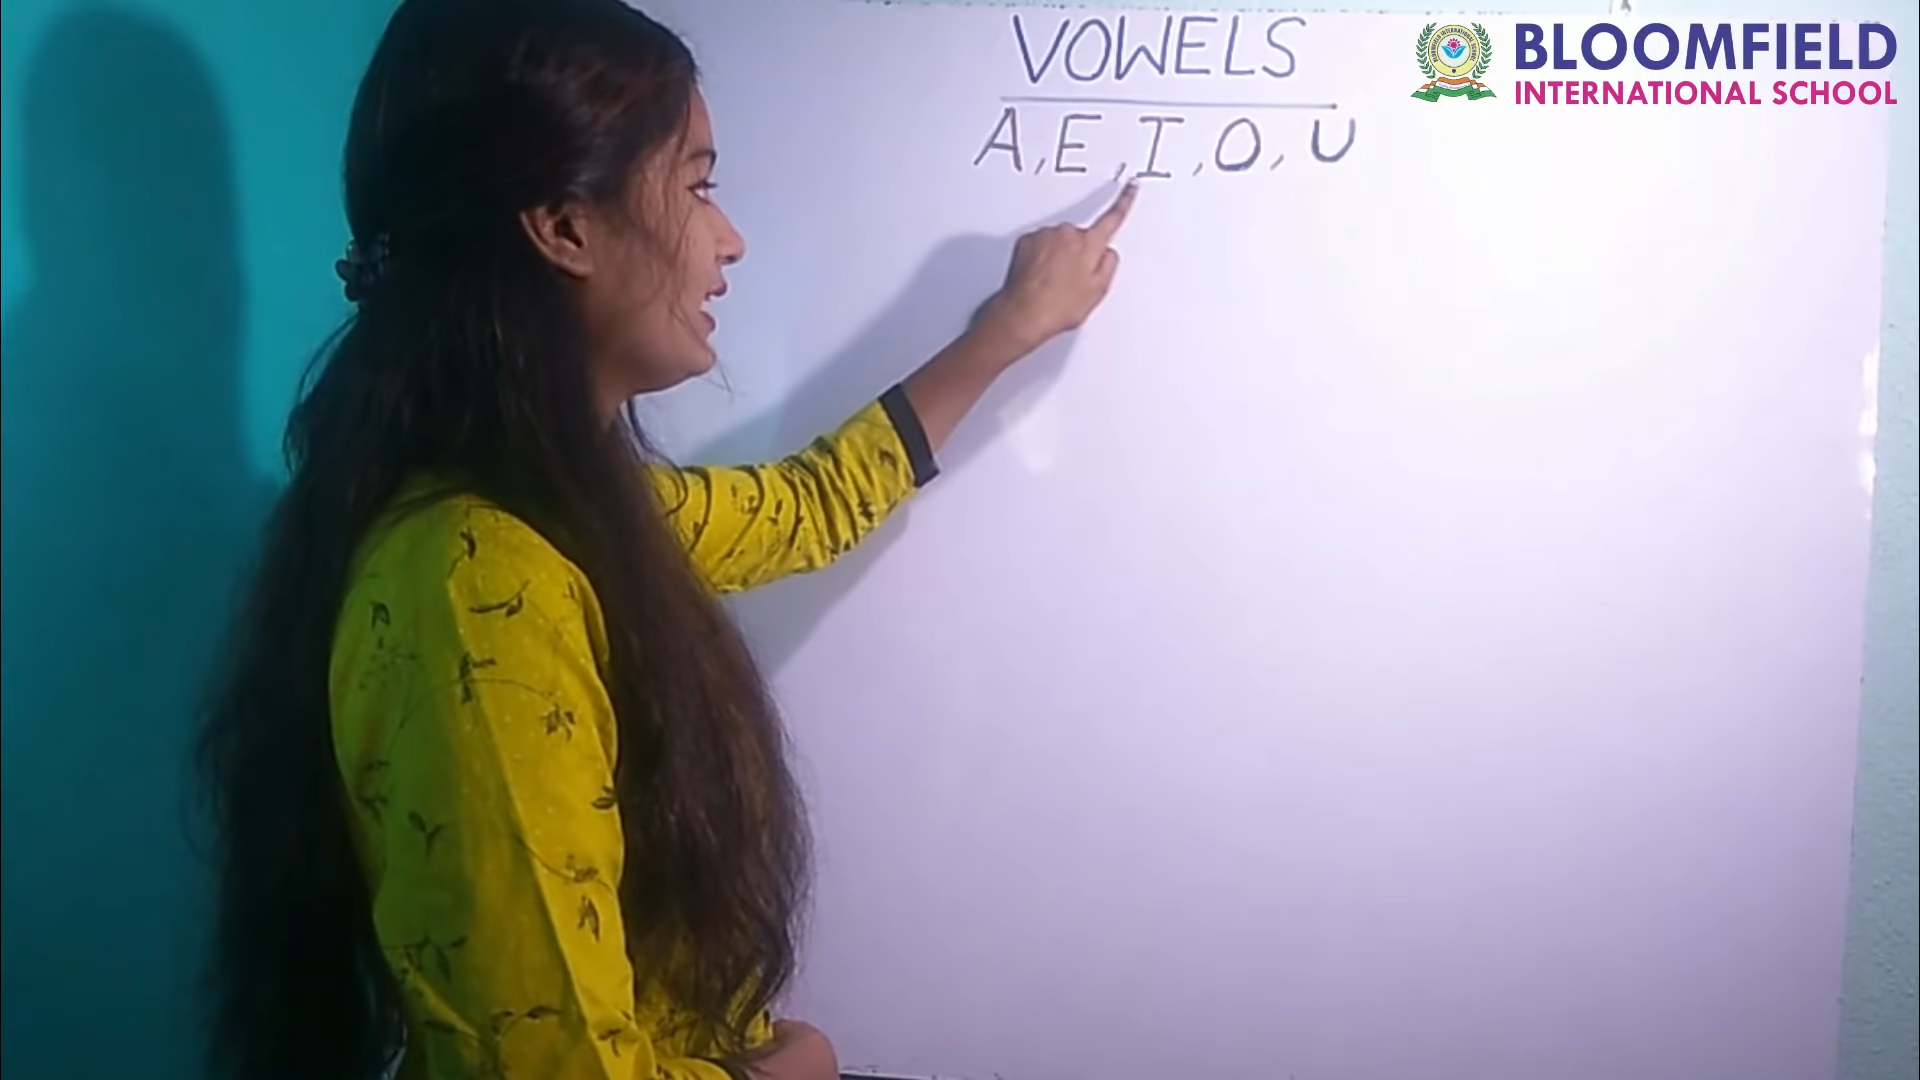 VOWELS
A, E, I, O, U
BLOOMFIELD
INTERNATIONAL SCHOOL